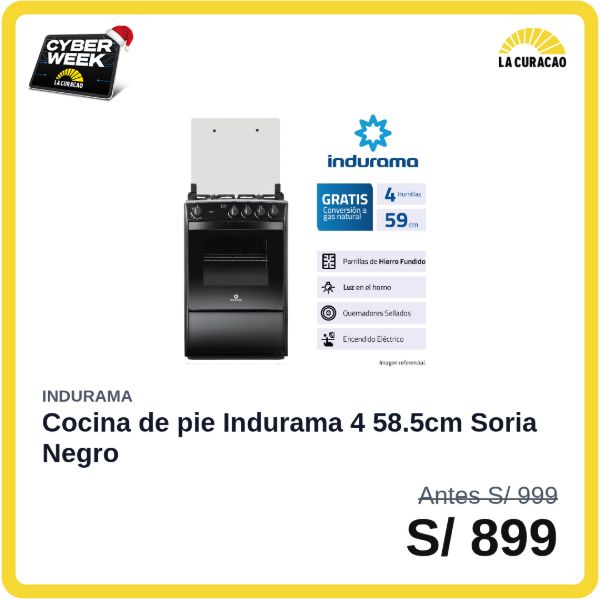 CYBER
WEEK
LA CURACAO
LA CURACAO
indurama
GRATIS
Conversión a
gas natural
4 Hornillas
59 cm
Parrillas de Hierro Fundido
Luz en el horno
Quemadores Sellados
Encendido Eléctrico
Imagen referencial.
INDURAMA
Cocina de pie Indurama 4 58.5cm Soria
Negro
Antes S/ 999
S/ 899